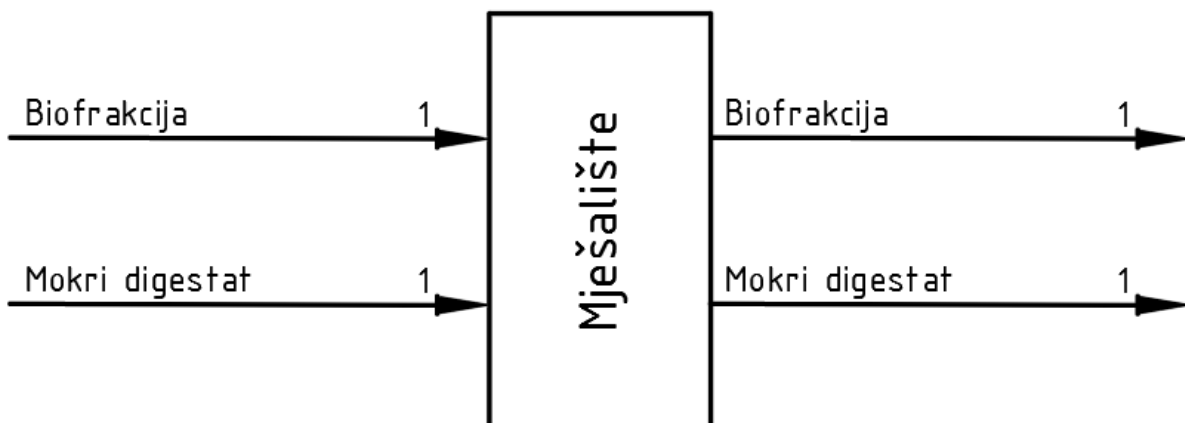 Biofrakcija 1
Mokri digestat 1
Mješalište
Biofrakcija 1
Mokri digestat 1